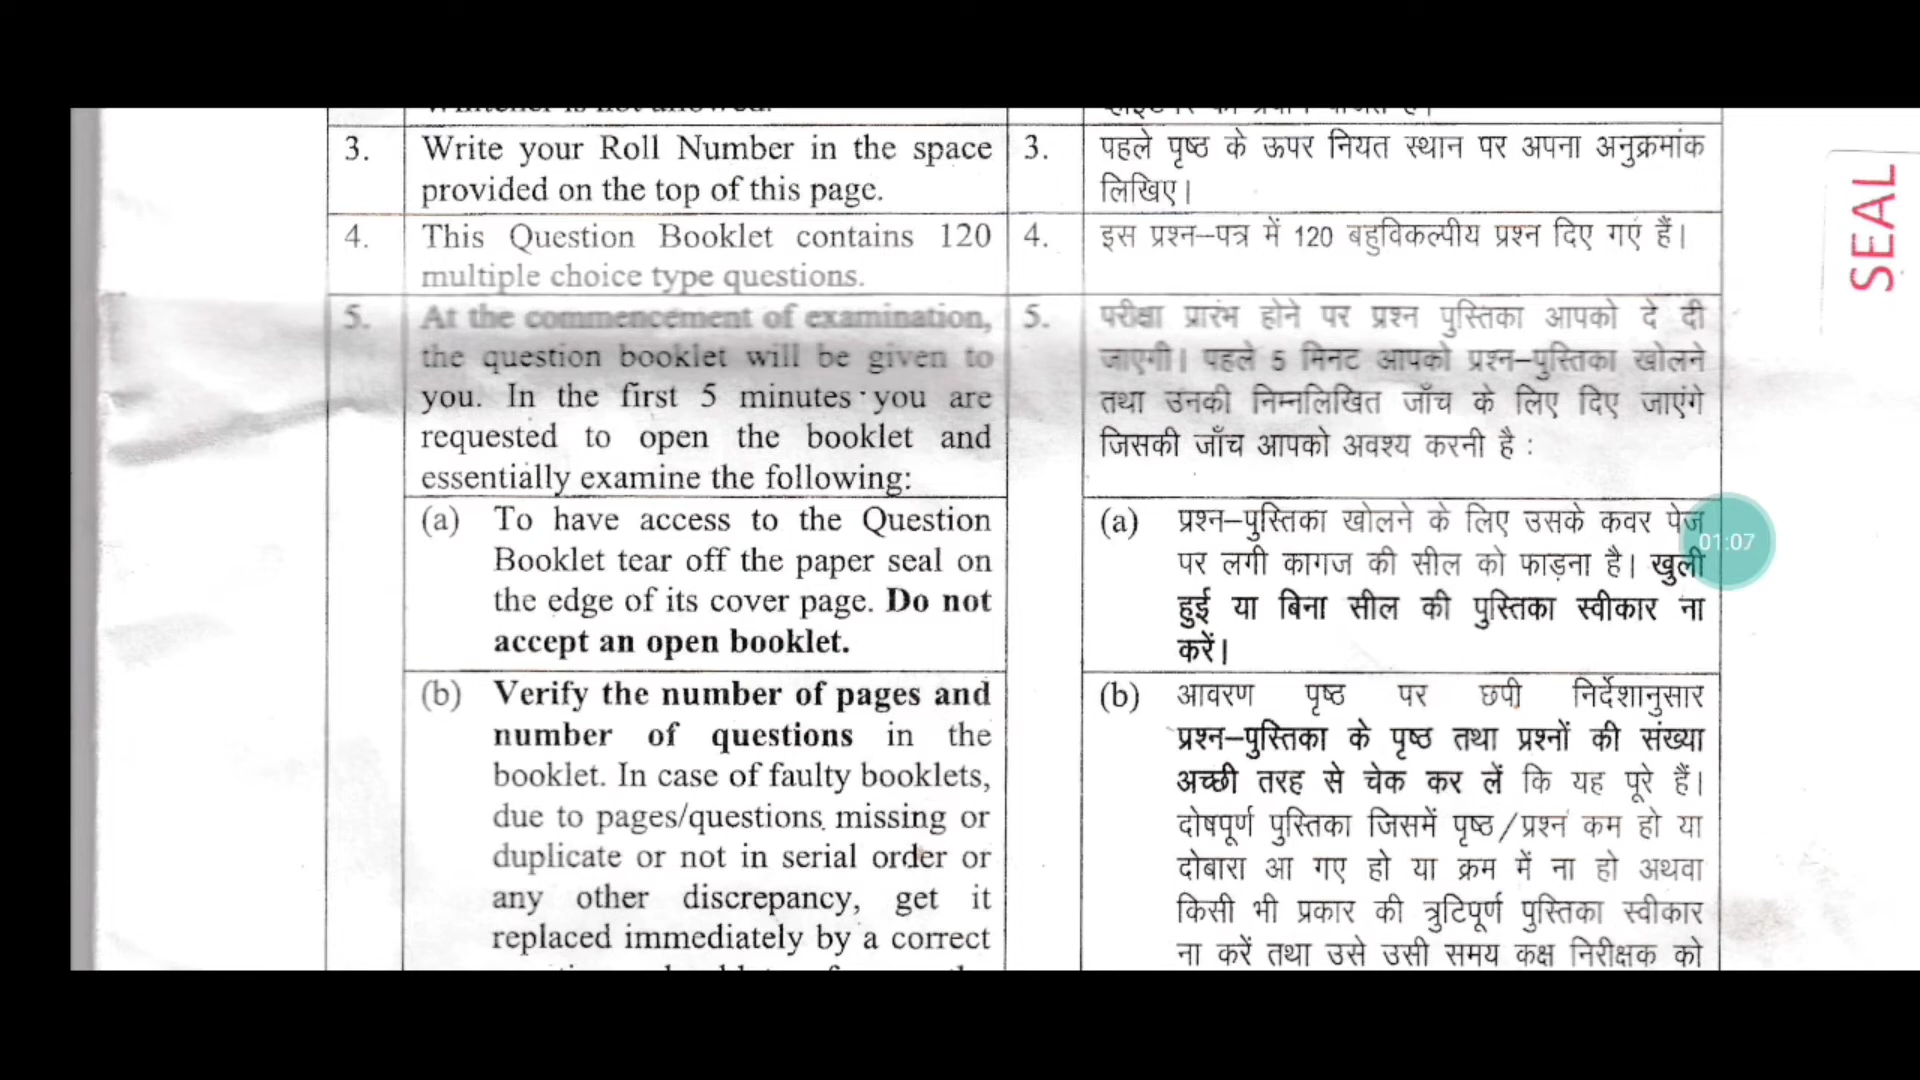 3. Write your Roll Number in the space
provided on the top of this page.
4. This Question Booklet contains 120
multiple choice type questions.
5. At the commencement of examination,
the question booklet will be given to
you. In the first 5 minutes you are
requested to open the booklet and
essentially examine the following:
(a) To have access to the Question
Booklet tear off the paper seal on
the edge of its cover page. Do not
accept an open booklet.
(b) Verify the number of pages and
number of questions in the
booklet. In case of faulty booklets,
due to pages/questions missing or
duplicate or not in serial order or
any other discrepancy, get it
replaced immediately by a correct
3. पहले पृष्ठ के ऊपर नियत स्थान पर अपना अनुक्रमांक
लिखिए।
4. इस प्रश्न-पत्र में 120 बहुविकल्पीय प्रश्न दिए गएं हैं।
5. परीक्षा प्रारंभ होने पर प्रश्न पुस्तिका आपको दे दी
जाएगी। पहले 5 मिनट आपको प्रश्न-पुस्तिका खोलने
तथा उनकी निम्नलिखित जाँच के लिए दिए जाएंगे
जिसकी जाँच आपको अवश्य करनी है :
(a) प्रश्न-पुस्तिका खोलने के लिए उसके कवर पेज
पर लगी कागज की सील को फाड़ना है। खुली
हुई या बिना सील की पुस्तिका स्वीकार ना
करें।
(b) आवरण पृष्ठ पर छपी निर्देशानुसार
प्रश्न-पुस्तिका के पृष्ठ तथा प्रश्नों की संख्या
अच्छी तरह से चेक कर लें कि यह पूरे हैं।
दोषपूर्ण पुस्तिका जिसमें पृष्ठ/प्रश्न कम हो या
दोबारा आ गए हो या क्रम में ना हो अथवा
किसी भी प्रकार की त्रुटिपूर्ण पुस्तिका स्वीकार
ना करें तथा उसे उसी समय कक्ष निरीक्षक को
SEAL
01:07